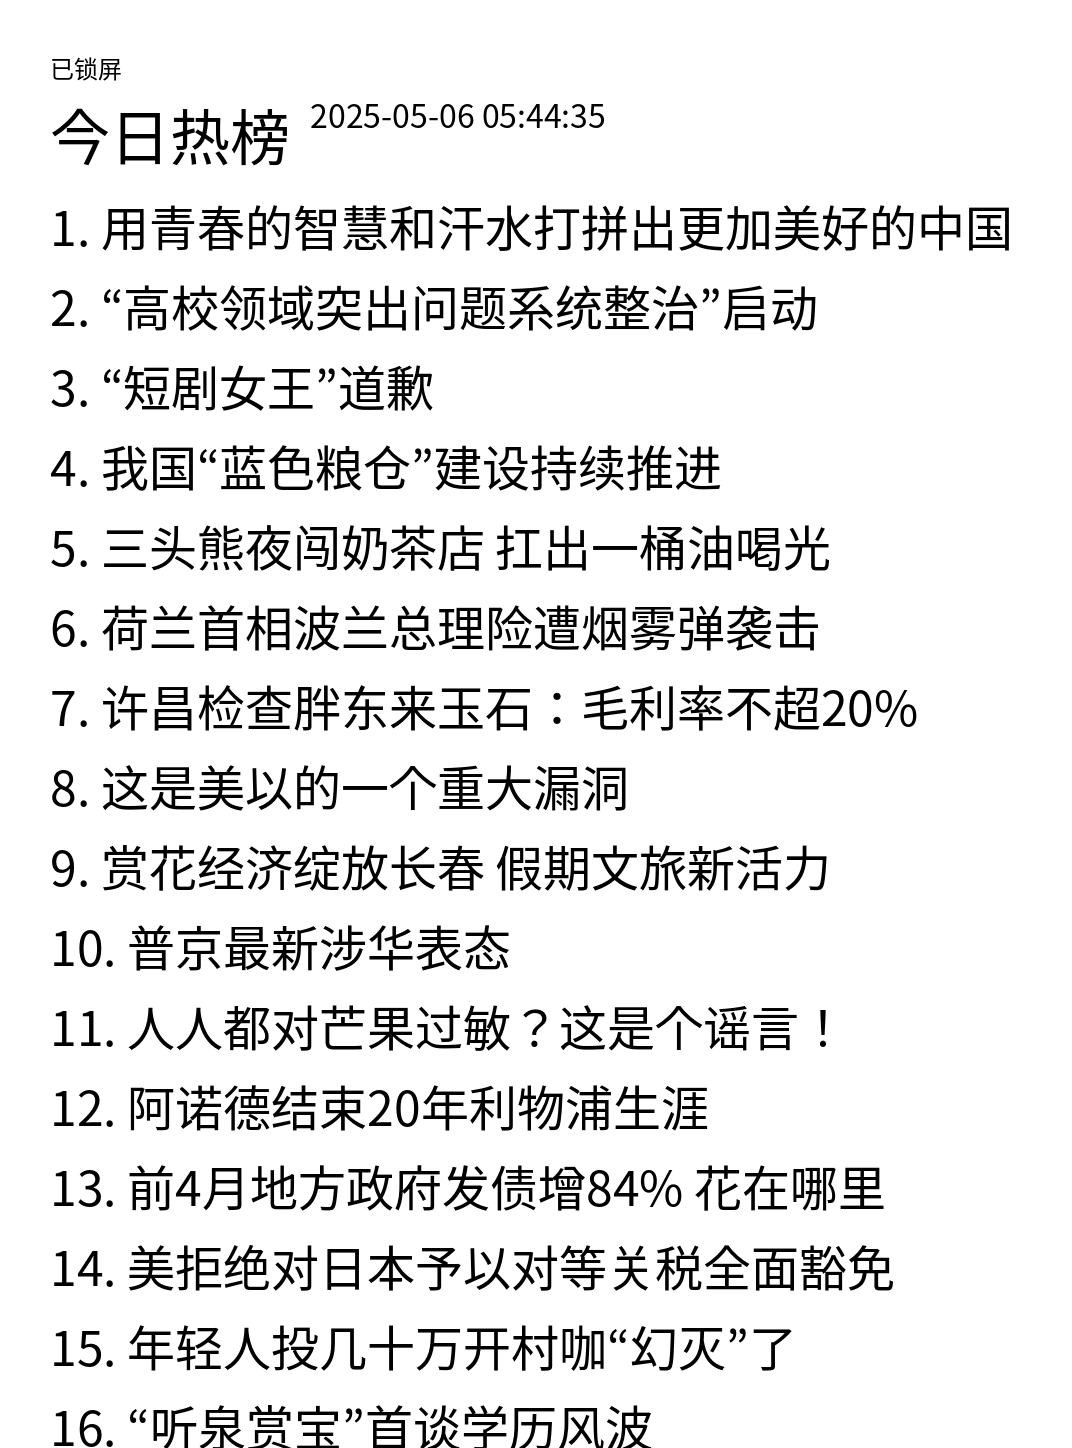 已锁屏
今日热榜 2025-05-06 05:44:35
1. 用青春的智慧和汗水打拼出更加美好的中国
2. “高校领域突出问题系统整治”启动
3. “短剧女王”道歉
4. 我国“蓝色粮仓”建设持续推进
5. 三头熊夜闯奶茶店 扛出一桶油喝光
6. 荷兰首相波兰总理险遭烟雾弹袭击
7. 许昌检查胖东来玉石：毛利率不超20%
8. 这是美以的一个重大漏洞
9. 赏花经济绽放长春 假期文旅新活力
10. 普京最新涉华表态
11. 人人都对芒果过敏？这是个谣言！
12. 阿诺德结束20年利物浦生涯
13. 前4月地方政府发债增84% 花在哪里
14. 美拒绝对日本予以对等关税全面豁免
15. 年轻人投几十万开村咖“幻灭”了
16. “听泉赏宝”首谈学历风波